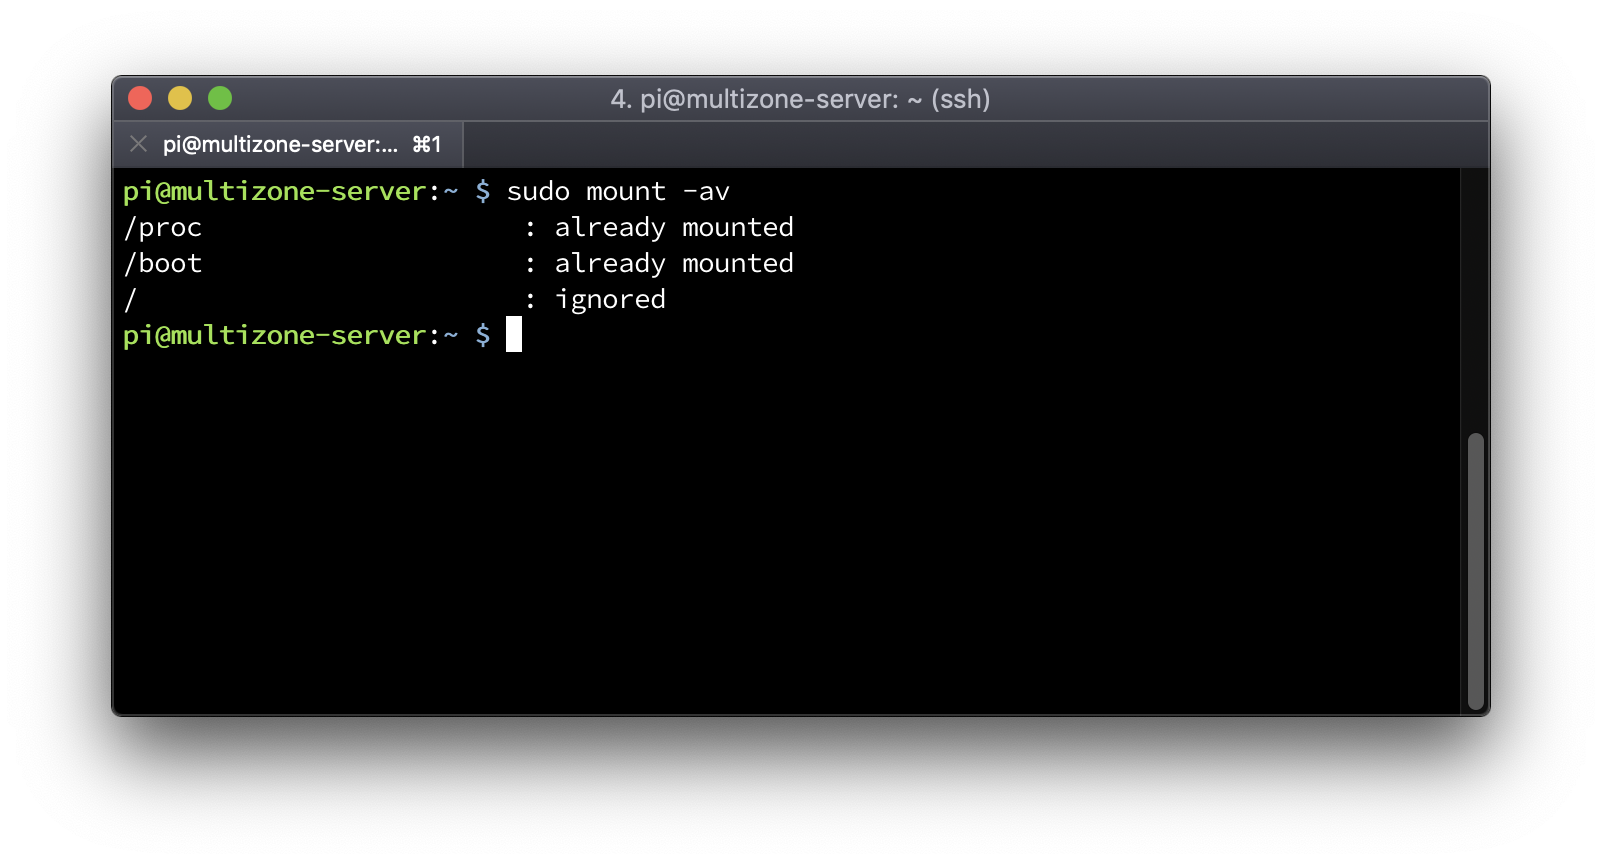 4. pi@multizone-server: ~ (ssh)
pi@multizone-server:... ⌘1
pi@multizone-server:~ $ sudo mount -av
/proc                    : already mounted
/boot                    : already mounted
/                        : ignored
pi@multizone-server:~ $